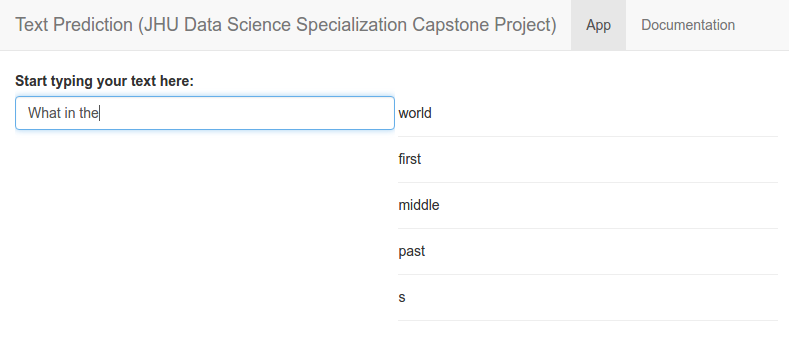 Text Prediction (JHU Data Science Specialization Capstone Project) App Documentation
Start typing your text here:
What in the world
first
middle
past
s